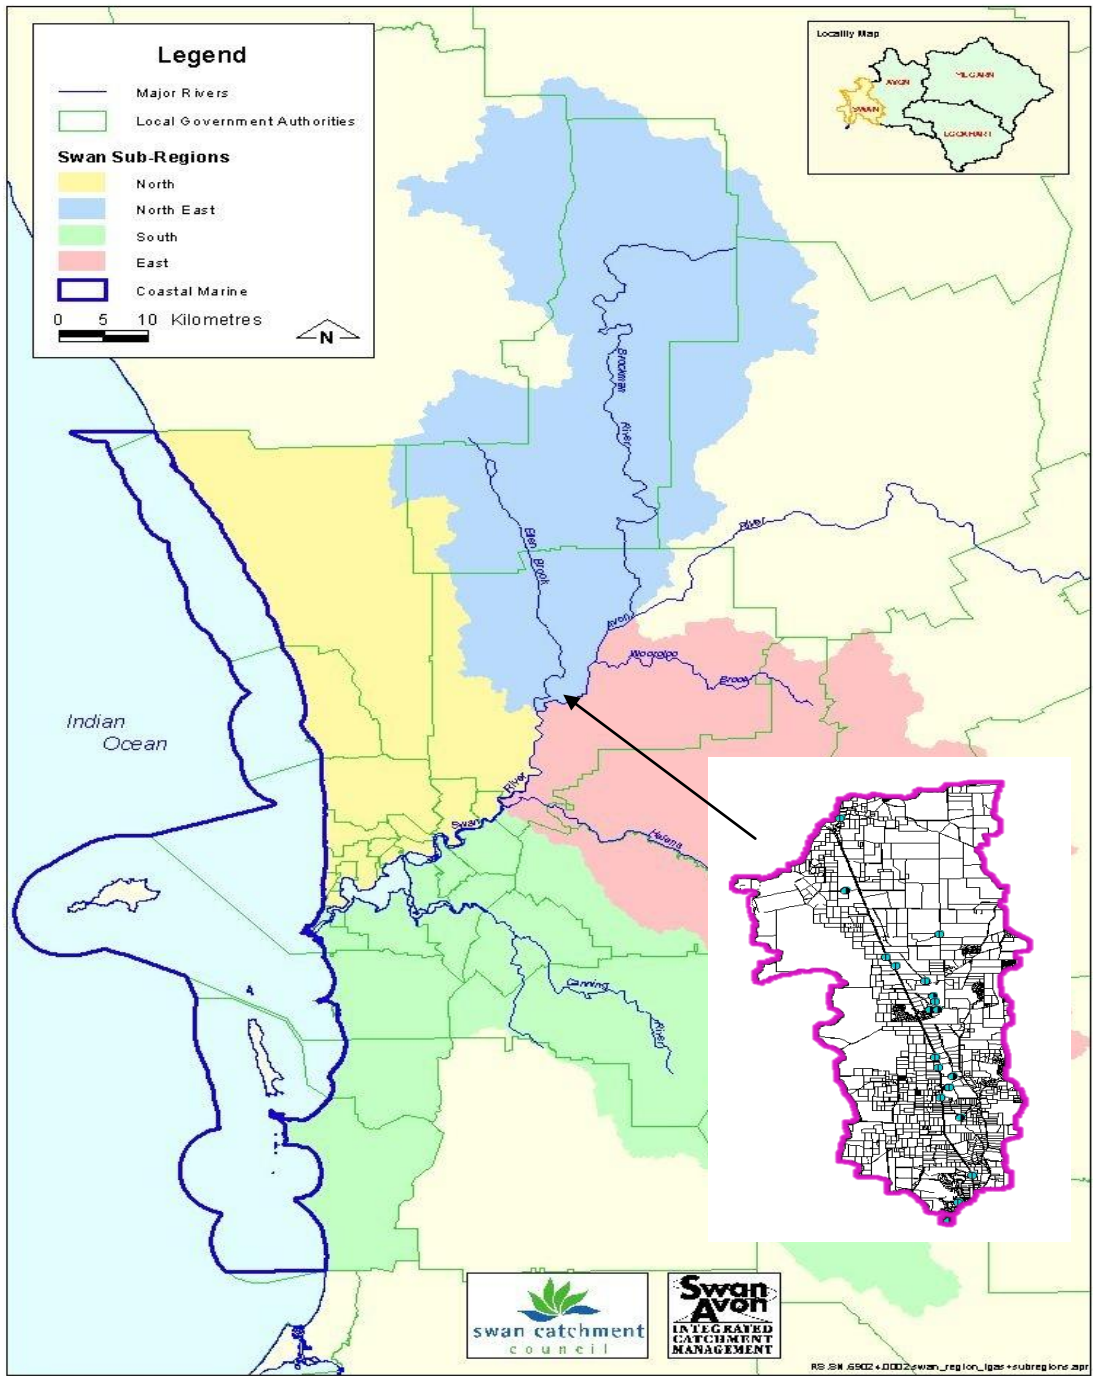 Legend
Major Rivers
Local Government Authorities
Swan Sub-Regions
North
North East
South
East
Coastal Marine
0 5 10 Kilometres
N
Locality Map
AVON
YILGARN
SWAN
LOCKHART
Brockman
River
Ellen
Brook
River
Avon
Wooroloo
Brook
Indian
Ocean
River
Swan
Helena
Canning
River
swan catchment
council
Swan
Avon
INTEGRATED
CATCHMENT
MANAGEMENT